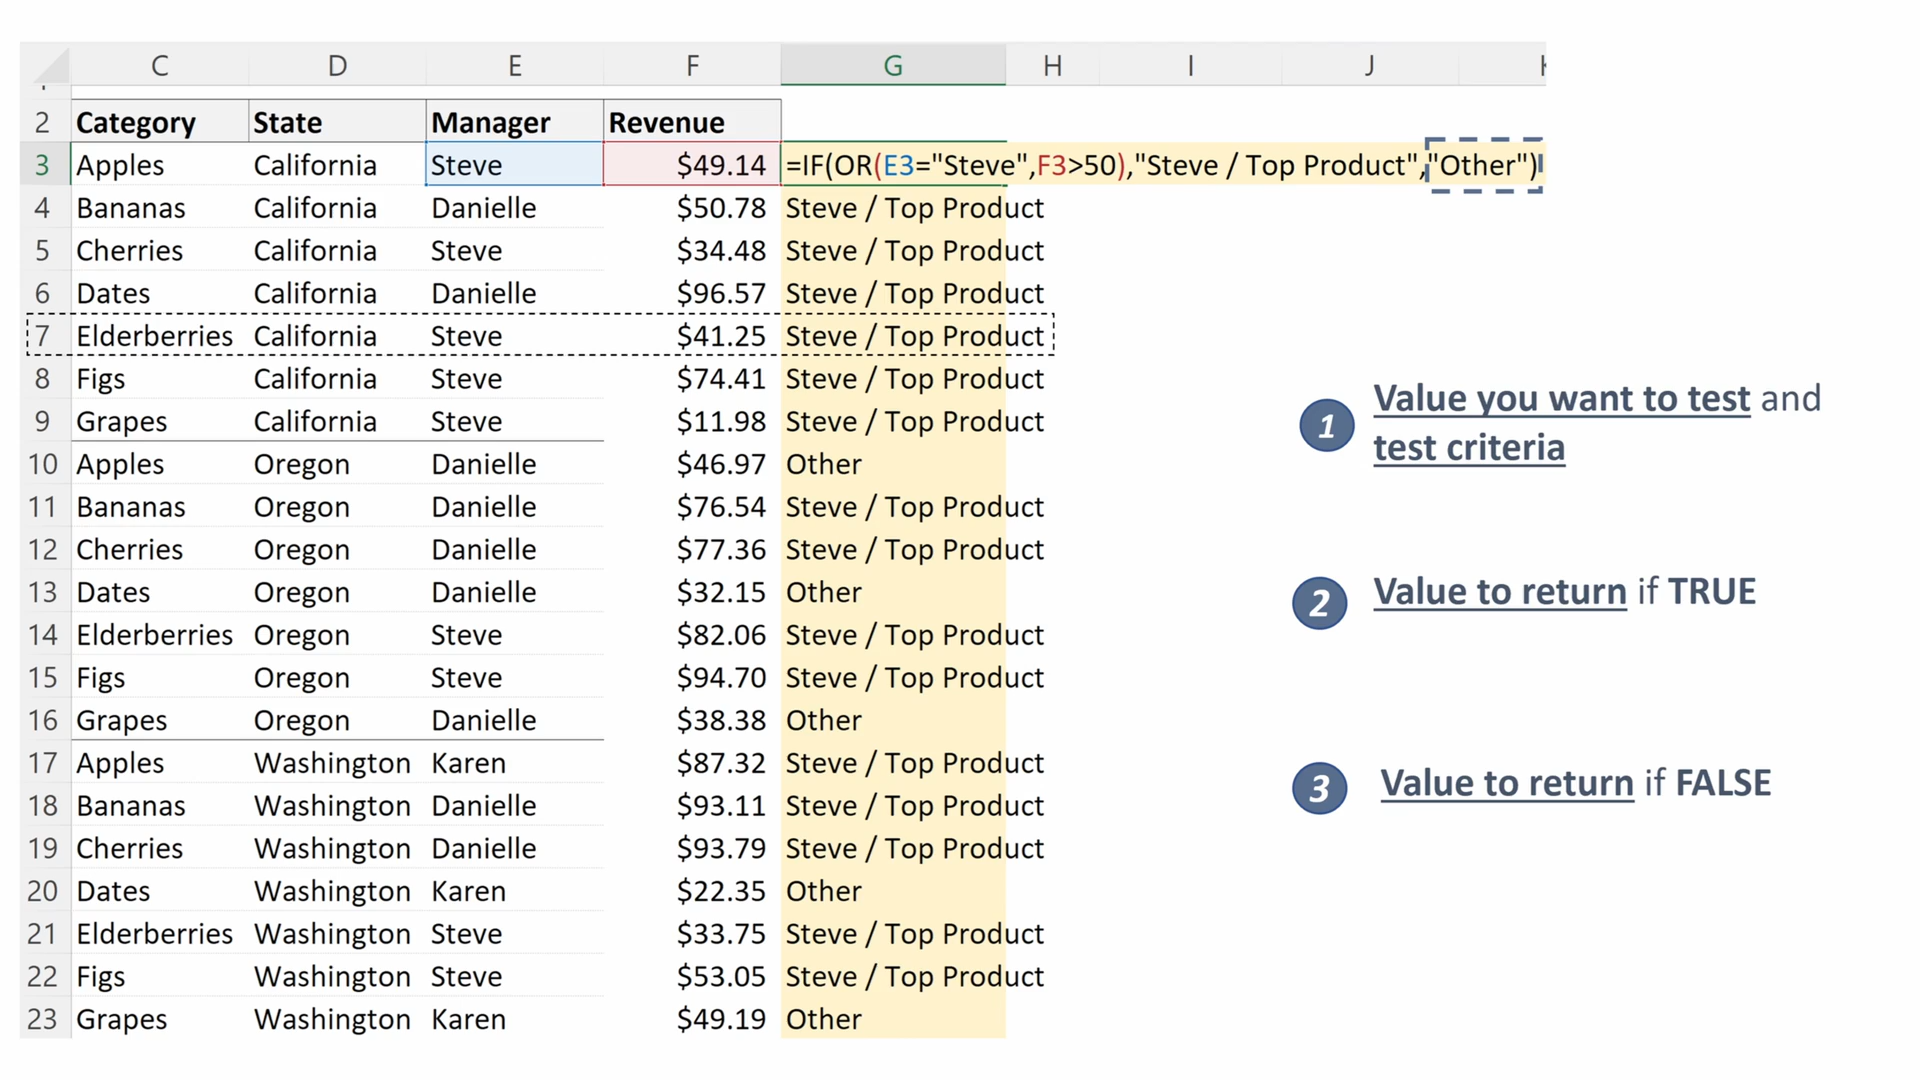 C D E F G H I J
2 Category State Manager Revenue
3 Apples California Steve $49.14 =IF(OR(E3="Steve",F3>50),"Steve / Top Product","Other")
4 Bananas California Danielle $50.78 Steve / Top Product
5 Cherries California Steve $34.48 Steve / Top Product
6 Dates California Danielle $96.57 Steve / Top Product
7 Elderberries California Steve $41.25 Steve / Top Product
8 Figs California Steve $74.41 Steve / Top Product
9 Grapes California Steve $11.98 Steve / Top Product
10 Apples Oregon Danielle $46.97 Other
11 Bananas Oregon Danielle $76.54 Steve / Top Product
12 Cherries Oregon Danielle $77.36 Steve / Top Product
13 Dates Oregon Danielle $32.15 Other
14 Elderberries Oregon Steve $82.06 Steve / Top Product
15 Figs Oregon Steve $94.70 Steve / Top Product
16 Grapes Oregon Danielle $38.38 Other
17 Apples Washington Karen $87.32 Steve / Top Product
18 Bananas Washington Danielle $93.11 Steve / Top Product
19 Cherries Washington Danielle $93.79 Steve / Top Product
20 Dates Washington Karen $22.35 Other
21 Elderberries Washington Steve $33.75 Steve / Top Product
22 Figs Washington Steve $53.05 Steve / Top Product
23 Grapes Washington Karen $49.19 Other
1 Value you want to test and
test criteria
2 Value to return if TRUE
3 Value to return if FALSE